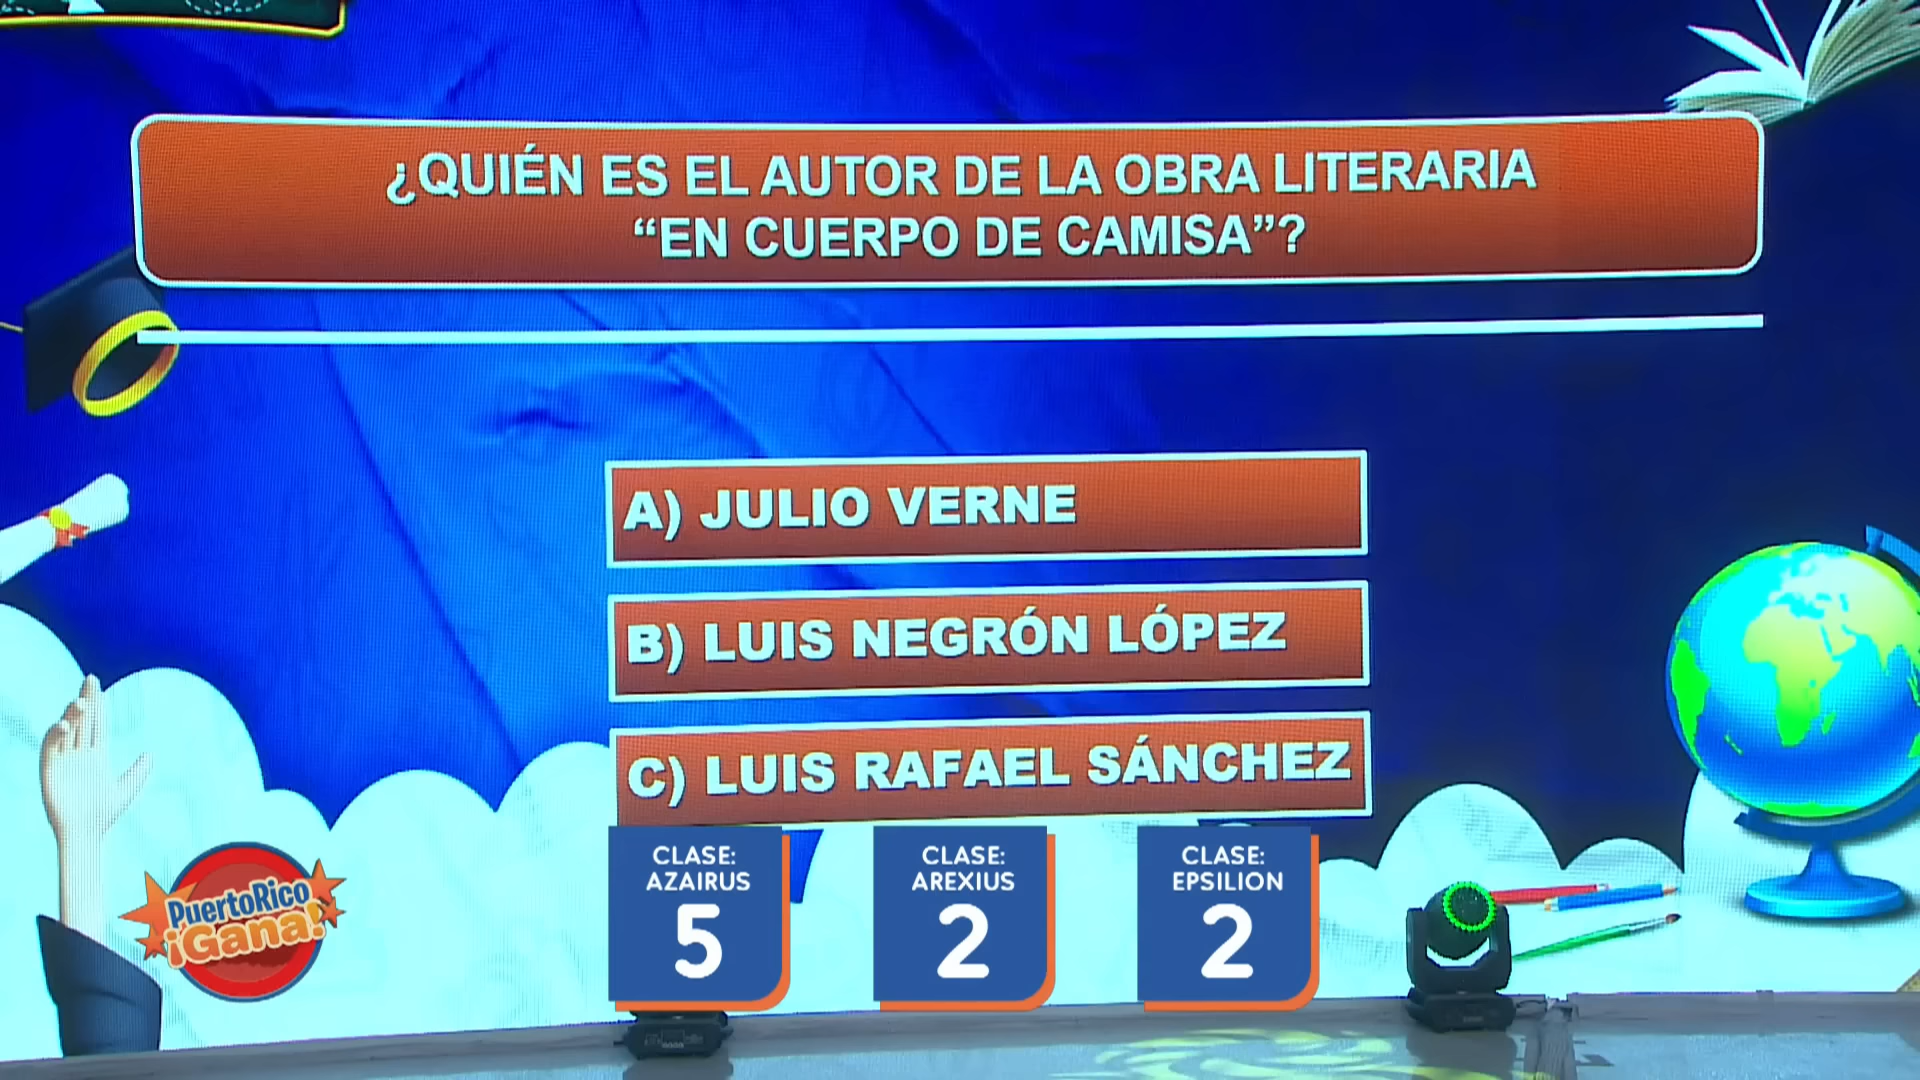 ¿QUIÉN ES EL AUTOR DE LA OBRA LITERARIA
“EN CUERPO DE CAMISA”?
A) JULIO VERNE
B) LUIS NEGRÓN LÓPEZ
C) LUIS RAFAEL SÁNCHEZ
CLASE:
AZAIRUS
5
CLASE:
AREXIUS
2
CLASE:
EPSILION
2
PuertoRico
¡Gana!